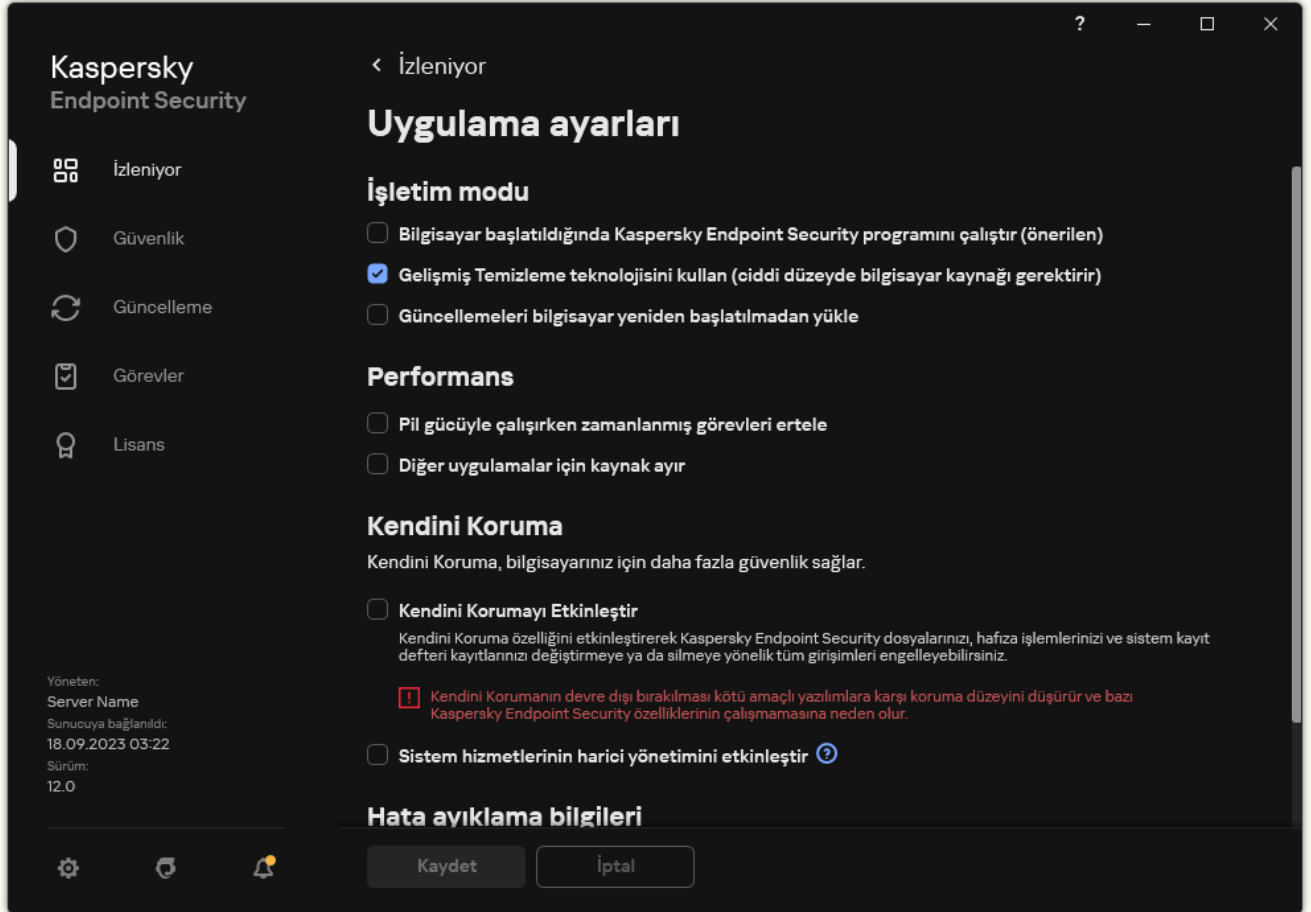 ?
Kaspersky
Endpoint Security
İzleniyor
Güvenlik
Güncelleme
Görevler
Lisans
Yöneten:
Server Name
Sunucuya bağlanıldı:
18.09.2023 03:22
Sürüm:
12.0
İzleniyor
Uygulama ayarları
İşletim modu
Bilgisayar başlatıldığında Kaspersky Endpoint Security programını çalıştır (önerilen)
Gelişmiş Temizleme teknolojisini kullan (ciddi düzeyde bilgisayar kaynağı gerektirir)
Güncellemeleri bilgisayar yeniden başlatılmadan yükle
Performans
Pil gücüyle çalışırken zamanlanmış görevleri ertele
Diğer uygulamalar için kaynak ayır
Kendini Koruma
Kendini Koruma, bilgisayarınız için daha fazla güvenlik sağlar.
Kendini Korumayı Etkinleştir
Kendini Koruma özelliğini etkinleştirerek Kaspersky Endpoint Security dosyalarınızı, hafıza işlemlerinizi ve sistem kayıt
defteri kayıtlarınızı değiştirmeye ya da silmeye yönelik tüm girişimleri engelleyebilirsiniz.
Kendini Korumanın devre dışı bırakılması kötü amaçlı yazılımlara karşı koruma düzeyini düşürür ve bazı
Kaspersky Endpoint Security özelliklerinin çalışmamasına neden olur.
Sistem hizmetlerinin harici yönetimini etkinleştir ?
Hata ayıklama bilgileri
Kaydet
İptal